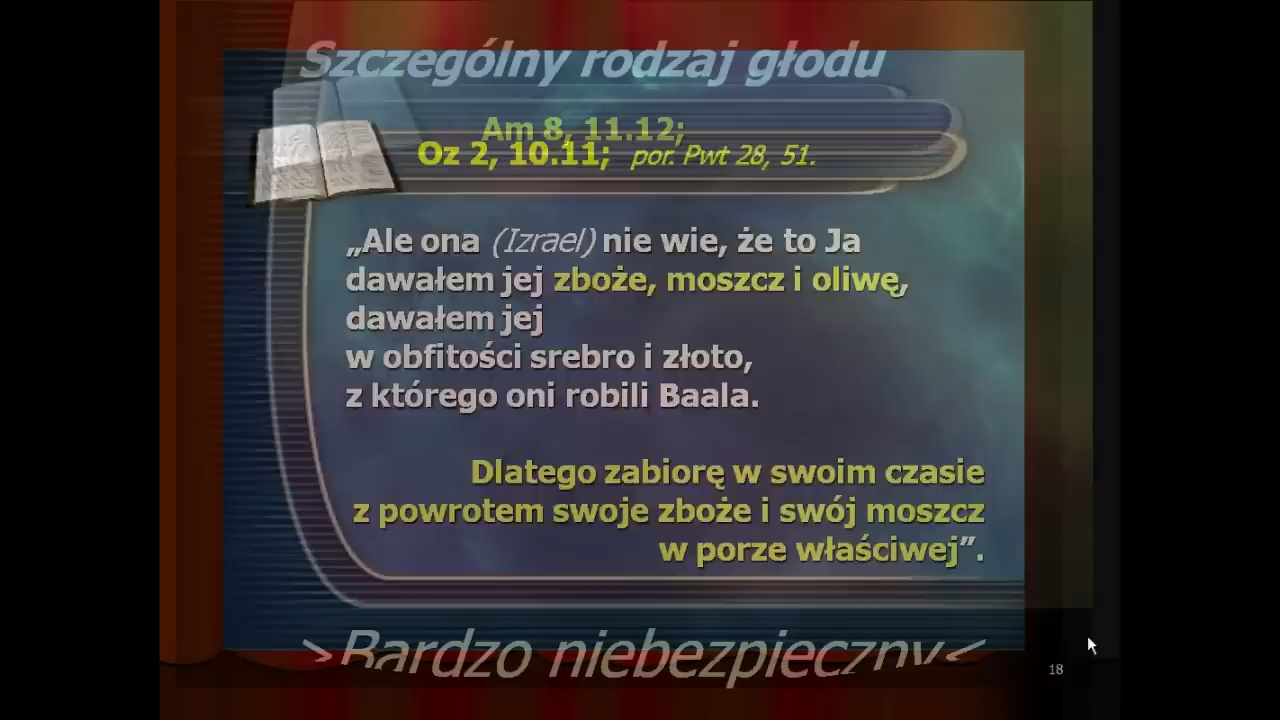 Szczególny rodzaj głodu
Am 8, 11.12;
Oz 2, 10.11; por. Pwt 28, 51.
„Ale ona (Izrael) nie wie, że to Ja
dawałem jej zboże, moszcz i oliwę,
dawałem jej
w obfitości srebro i złoto,
z którego oni robili Baala.
Dlatego zabiorę w swoim czasie
z powrotem swoje zboże i swój moszcz
w porze właściwej”.
>Bardzo niebezpieczny<
18